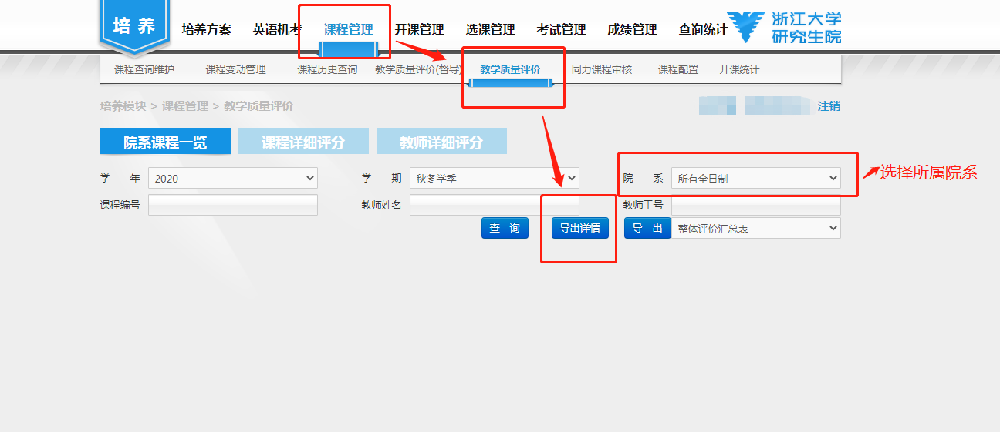 培养 培养方案 英语机考 课程管理 开课管理 选课管理 考试管理 成绩管理 查询统计 浙江大学
研究生院
课程查询维护 课程变动管理 课程历史查询 教学质量评价(督导) 教学质量评价 同力课程审核 课程配置 开课统计
培养模块 > 课程管理 > 教学质量评价 注销
院系课程一览 课程详细评分 教师详细评分
学 年 2020 学 期 秋冬学季 院 系 所有全日制 选择所属院系
课程编号 教师姓名 教师工号
查 询 导出详情 导 出 整体评价汇总表